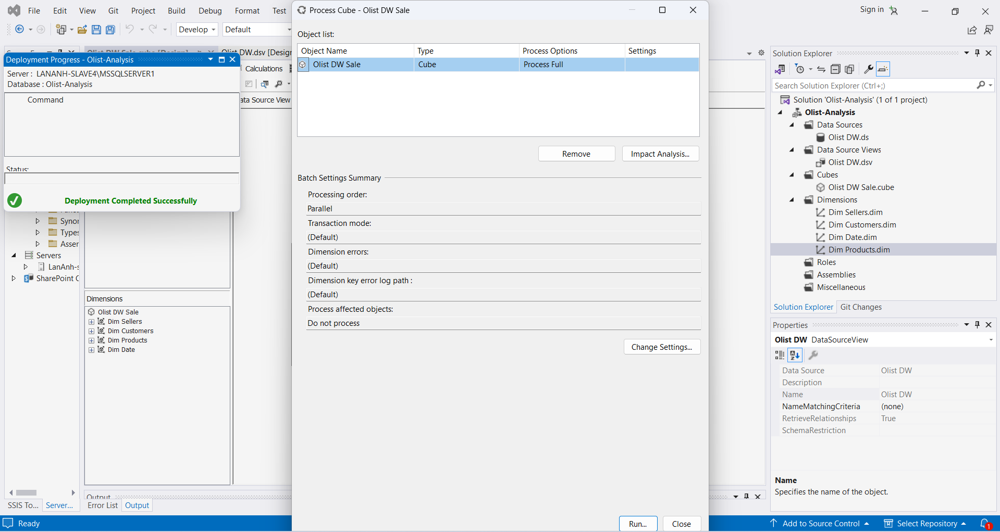 File Edit View Git Project Build Debug Format Test
Sign in
Develop Default
Process Cube - Olist DW Sale
Object list:
Object Name Type Process Options Settings
Olist DW Sale Cube Process Full
Remove Impact Analysis...
Batch Settings Summary
Processing order:
Parallel
Transaction mode:
(Default)
Dimension errors:
(Default)
Dimension key error log path :
(Default)
Process affected objects:
Do not process
Change Settings...
Run... Close
Olist DW.dsv [Design
Calculations
ata Source View
Deployment Progress - Olist-Analysis
Server : LANANH-SLAVE4\MSSQLSERVER1
Database : Olist-Analysis
Command
Status:
Deployment Completed Successfully
Synor
Types
Asser
Servers
LanAnh-s
SharePoint C
Dimensions
Olist DW Sale
Dim Sellers
Dim Customers
Dim Products
Dim Date
Output
SSIS To... Server... Error List Output
Solution Explorer
Search Solution Explorer (Ctrl+;)
Solution 'Olist-Analysis' (1 of 1 project)
Olist-Analysis
Data Sources
Olist DW.ds
Data Source Views
Olist DW.dsv
Cubes
Olist DW Sale.cube
Dimensions
Dim Sellers.dim
Dim Customers.dim
Dim Date.dim
Dim Products.dim
Roles
Assemblies
Miscellaneous
Solution Explorer Git Changes
Properties
Olist DW DataSourceView
Data Source Olist DW
Description
Name Olist DW
NameMatchingCriteria (none)
RetrieveRelationships True
SchemaRestriction
Name
Specifies the name of the object.
Ready
Add to Source Control Select Repository 1